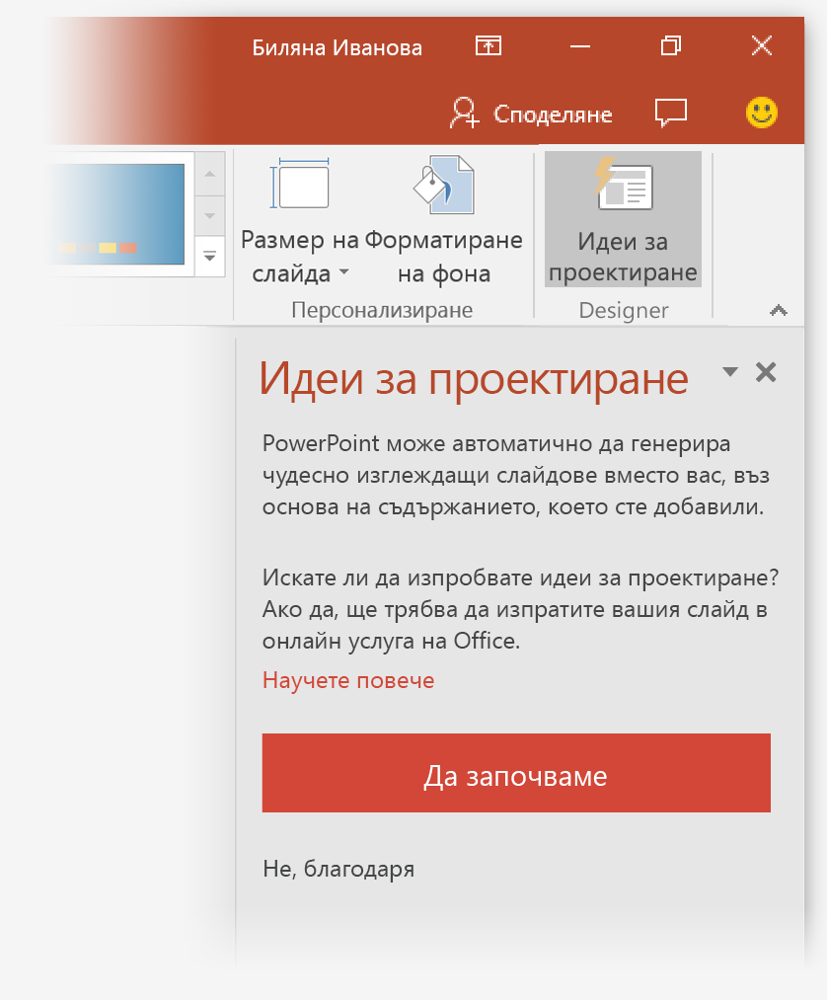 Биляна Иванова
Споделяне
Размер на слайда
Форматиране на фона
Идеи за проектиране
Персонализиране
Designer
Идеи за проектиране
PowerPoint може автоматично да генерира
чудесно изглеждащи слайдове вместо вас, въз
основа на съдържанието, което сте добавили.
Искате ли да изпробвате идеи за проектиране?
Ако да, ще трябва да изпратите вашия слайд в
онлайн услуга на Office.
Научете повече
Да започваме
Не, благодаря